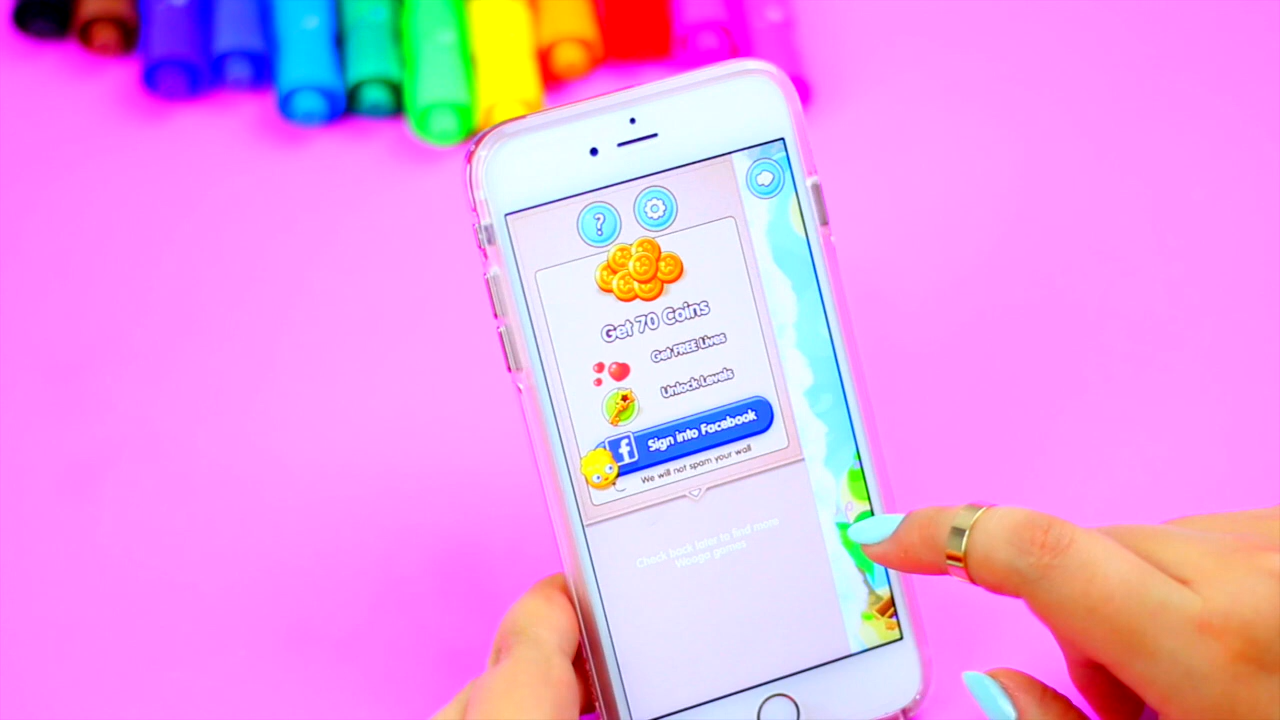 ?
Get 70 Coins
Get FREE Lives
Unlock Levels
f Sign into Facebook
We will not spam your wall
Check back later to find more
Wooga games